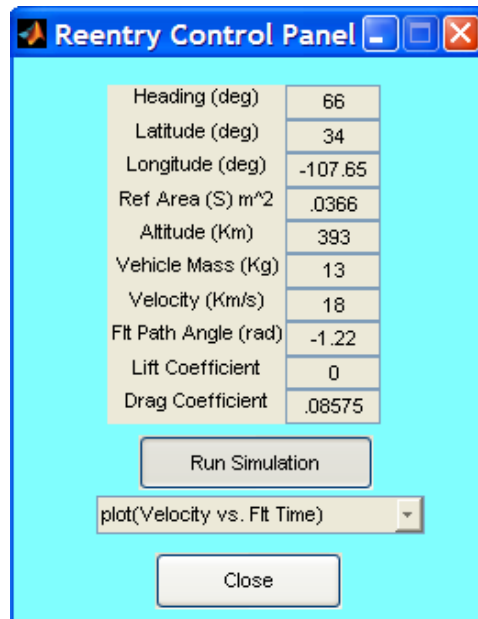 Reentry Control Panel
Heading (deg) 66
Latitude (deg) 34
Longitude (deg) -107.65
Ref Area (S) m^2 .0366
Altitude (Km) 393
Vehicle Mass (Kg) 13
Velocity (Km/s) 18
Flt Path Angle (rad) -1.22
Lift Coefficient 0
Drag Coefficient .08575
Run Simulation
plot(Velocity vs. Flt Time)
Close